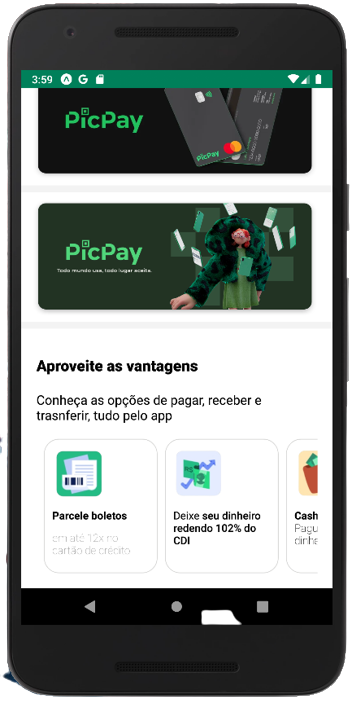 3:59
PicPay
PicPay
PicPay
Todo mundo usa, todo lugar aceita.
Aproveite as vantagens
Conheça as opções de pagar, receber e
trasnferir, tudo pelo app
Parcele boletos
em até 12x no
cartão de crédito
Deixe seu dinheiro
redendo 102% do
CDI
Cash
Pagu
dinhe